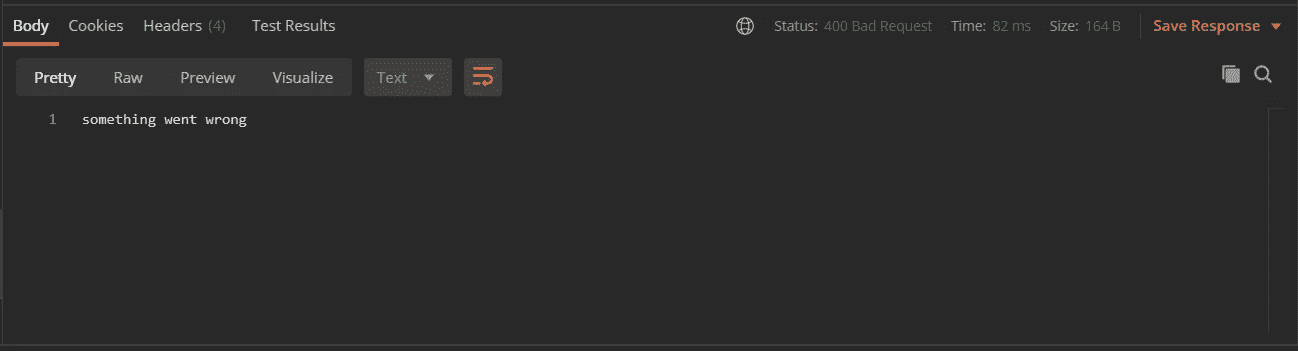 Body Cookies Headers (4) Test Results Status: 400 Bad Request Time: 82 ms Size: 164 B Save Response
Pretty Raw Preview Visualize Text
1 something went wrong